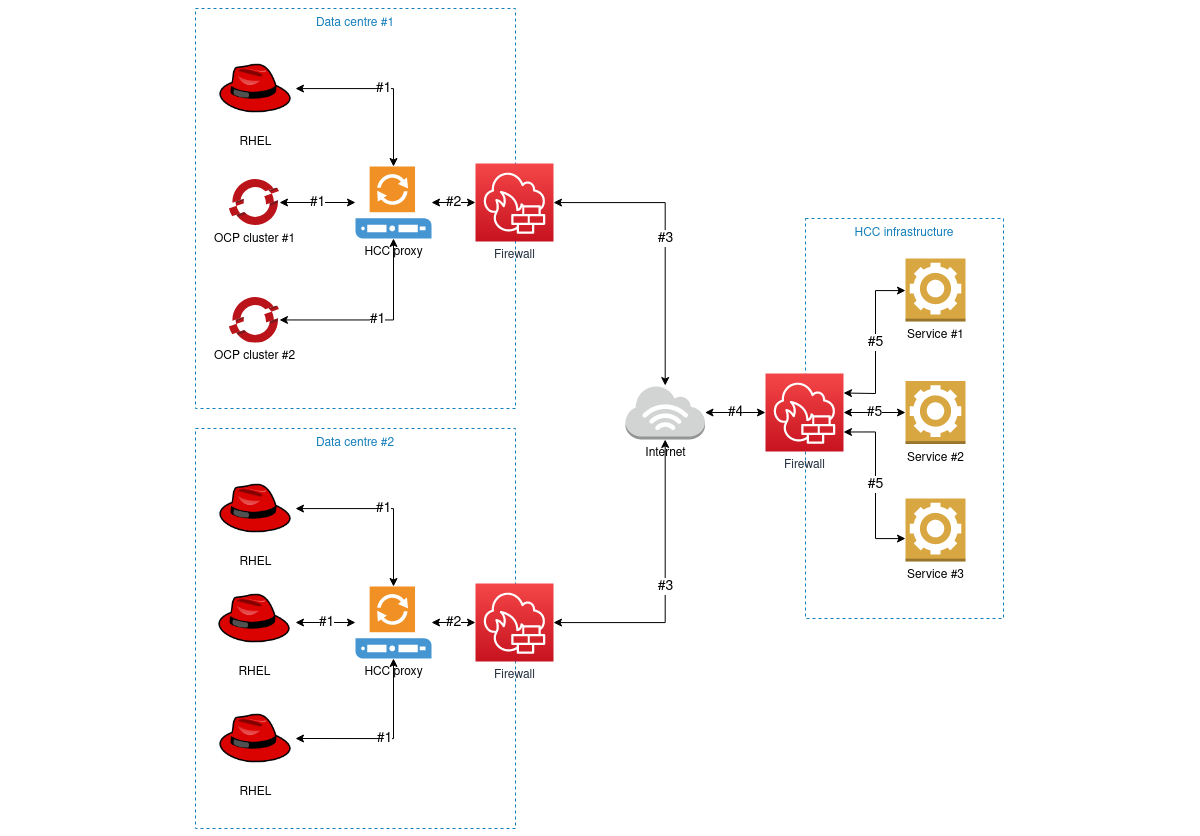 Data centre #1
#1
RHEL
#1
#2
OCP cluster #1
HCC proxy
Firewall
#3
#1
OCP cluster #2
HCC infrastructure
Service #1
#5
Internet
#4
Firewall
#5
Service #2
#5
Service #3
Data centre #2
#1
RHEL
#1
#2
RHEL
HCC proxy
Firewall
#3
#1
RHEL